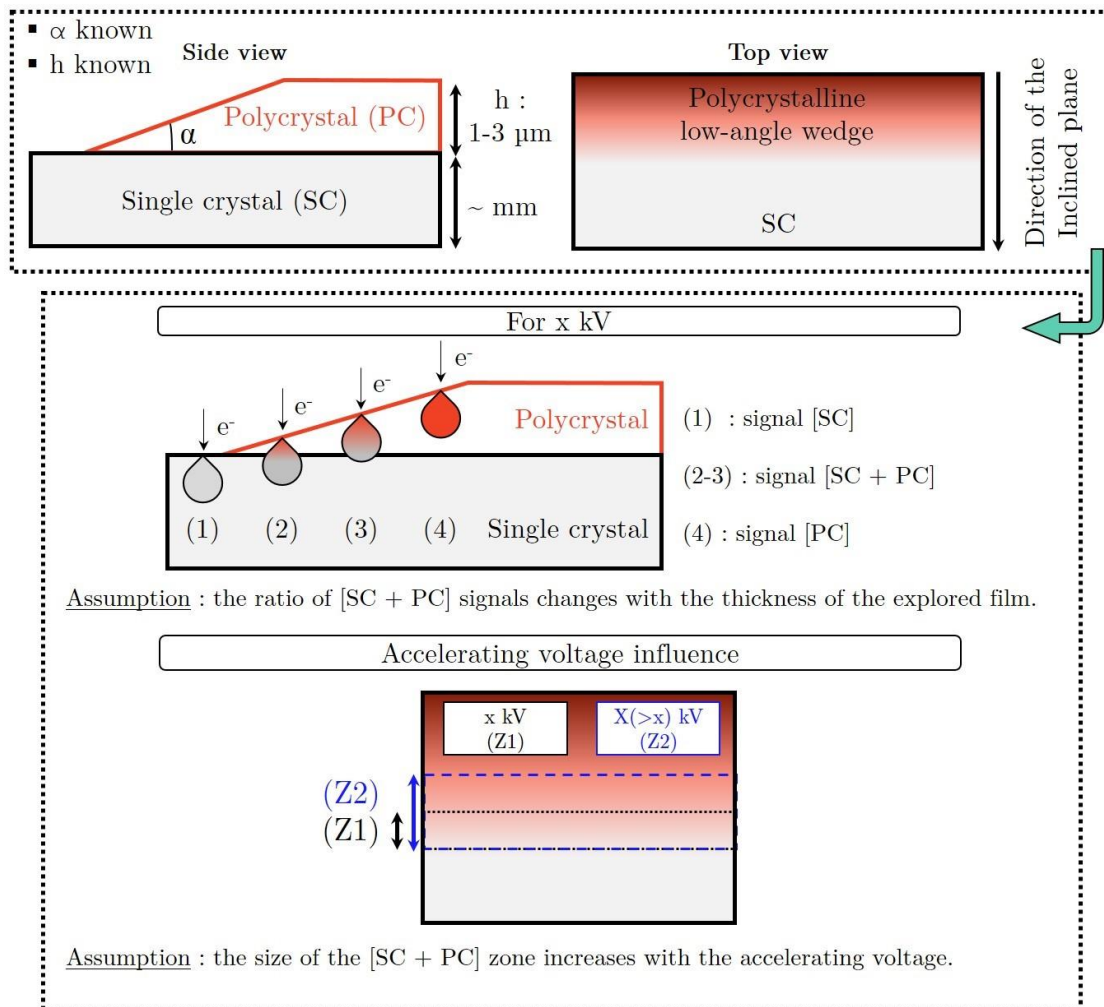 ▪ α known
▪ h known
Side view
Polycrystal (PC)
α
h :
1-3 µm
Single crystal (SC)
~ mm
Top view
Polycrystalline
low-angle wedge
SC
Direction of the
Inclined plane
For x kV
e-
e-
e-
e-
Polycrystal
(1) (2) (3) (4) Single crystal
(1) : signal [SC]
(2-3) : signal [SC + PC]
(4) : signal [PC]
Assumption : the ratio of [SC + PC] signals changes with the thickness of the explored film.
Accelerating voltage influence
x kV
(Z1)
X(>x) kV
(Z2)
(Z2)
(Z1)
Assumption : the size of the [SC + PC] zone increases with the accelerating voltage.